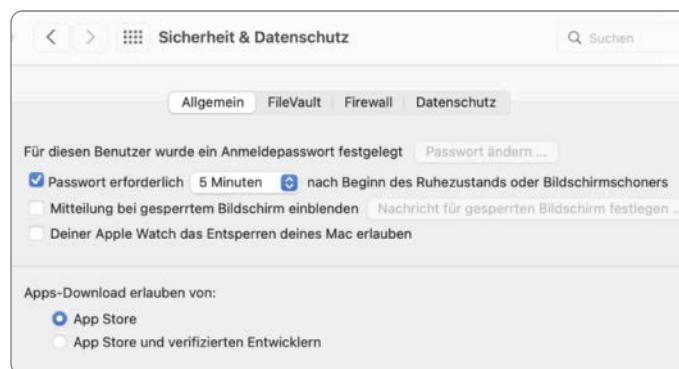 Sicherheit & Datenschutz
Suchen
Allgemein FileVault Firewall Datenschutz
Für diesen Benutzer wurde ein Anmeldepasswort festgelegt Passwort ändern ...
Passwort erforderlich 5 Minuten nach Beginn des Ruhezustands oder Bildschirmschoners
Mitteilung bei gesperrtem Bildschirm einblenden Nachricht für gesperrten Bildschirm festlegen ...
Deiner Apple Watch das Entsperren deines Mac erlauben
Apps-Download erlauben von:
App Store
App Store und verifizierten Entwicklern